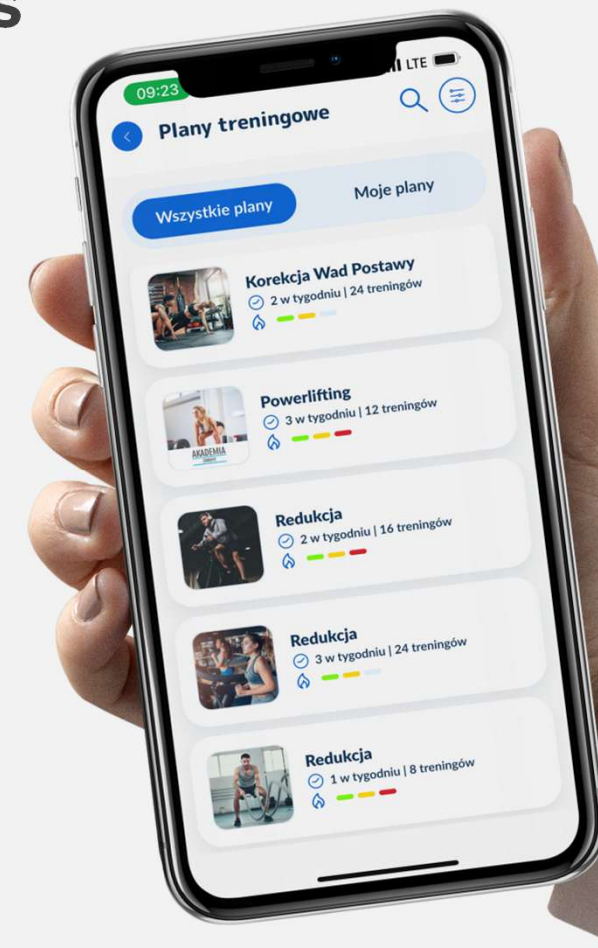 s
09:23
LTE
Plany treningowe
Wszystkie plany
Moje plany
Korekcja Wad Postawy
2 w tygodniu | 24 treningów
Powerlifting
3 w tygodniu | 12 treningów
AKADEMIA
Redukcja
2 w tygodniu | 16 treningów
Redukcja
3 w tygodniu | 24 treningów
Redukcja
1 w tygodniu | 8 treningów